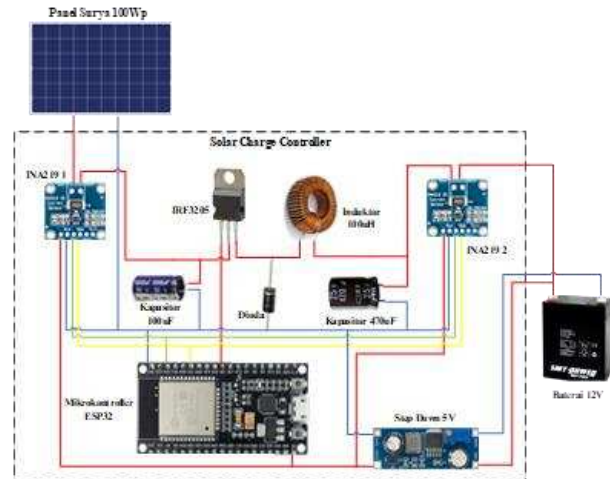 Panel Surya 100Wp
Solar Charge Controller
INA219 1
IRF3205
Induktor
INA219 2
Kapasitor
100uF
Dioda
Kapasitor 470uF
Mikrokontroller
ESP32
Step Down 5V
Baterai 12V